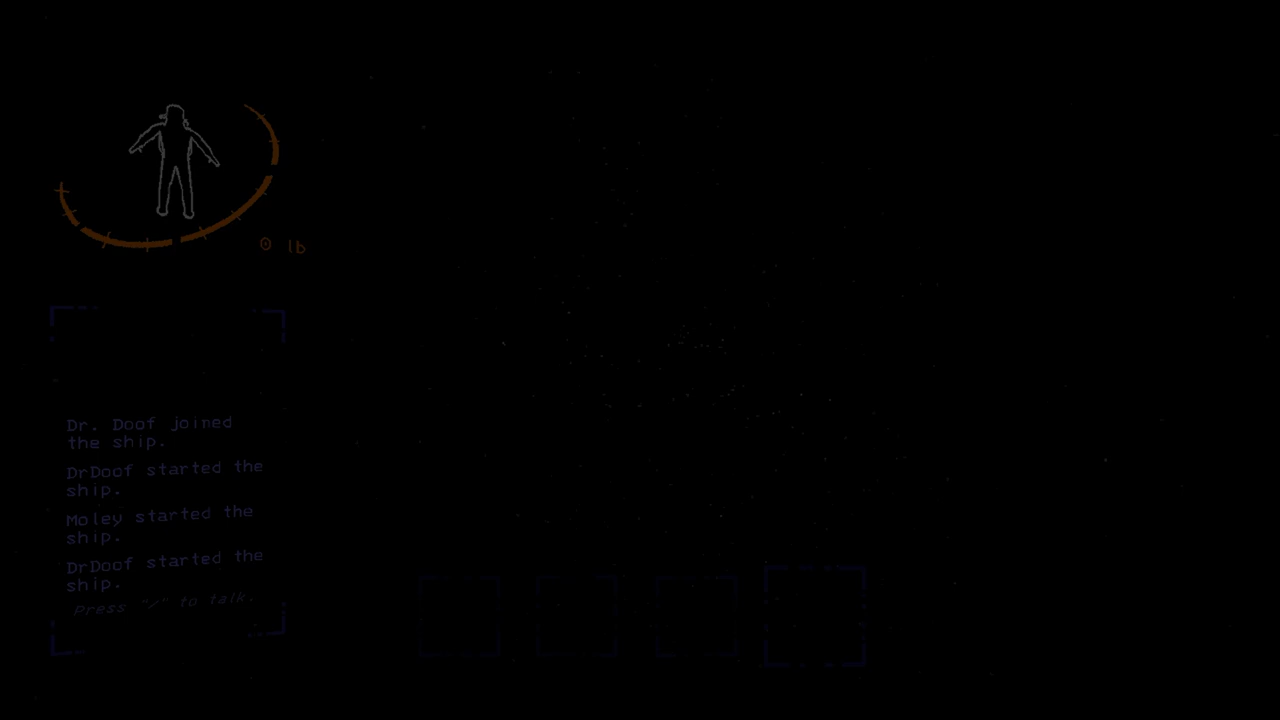 0 lb
Dr. Doof joined
the ship.
DrDoof started the
ship.
Moley started the
ship.
DrDoof started the
ship.
Press "/" to talk.